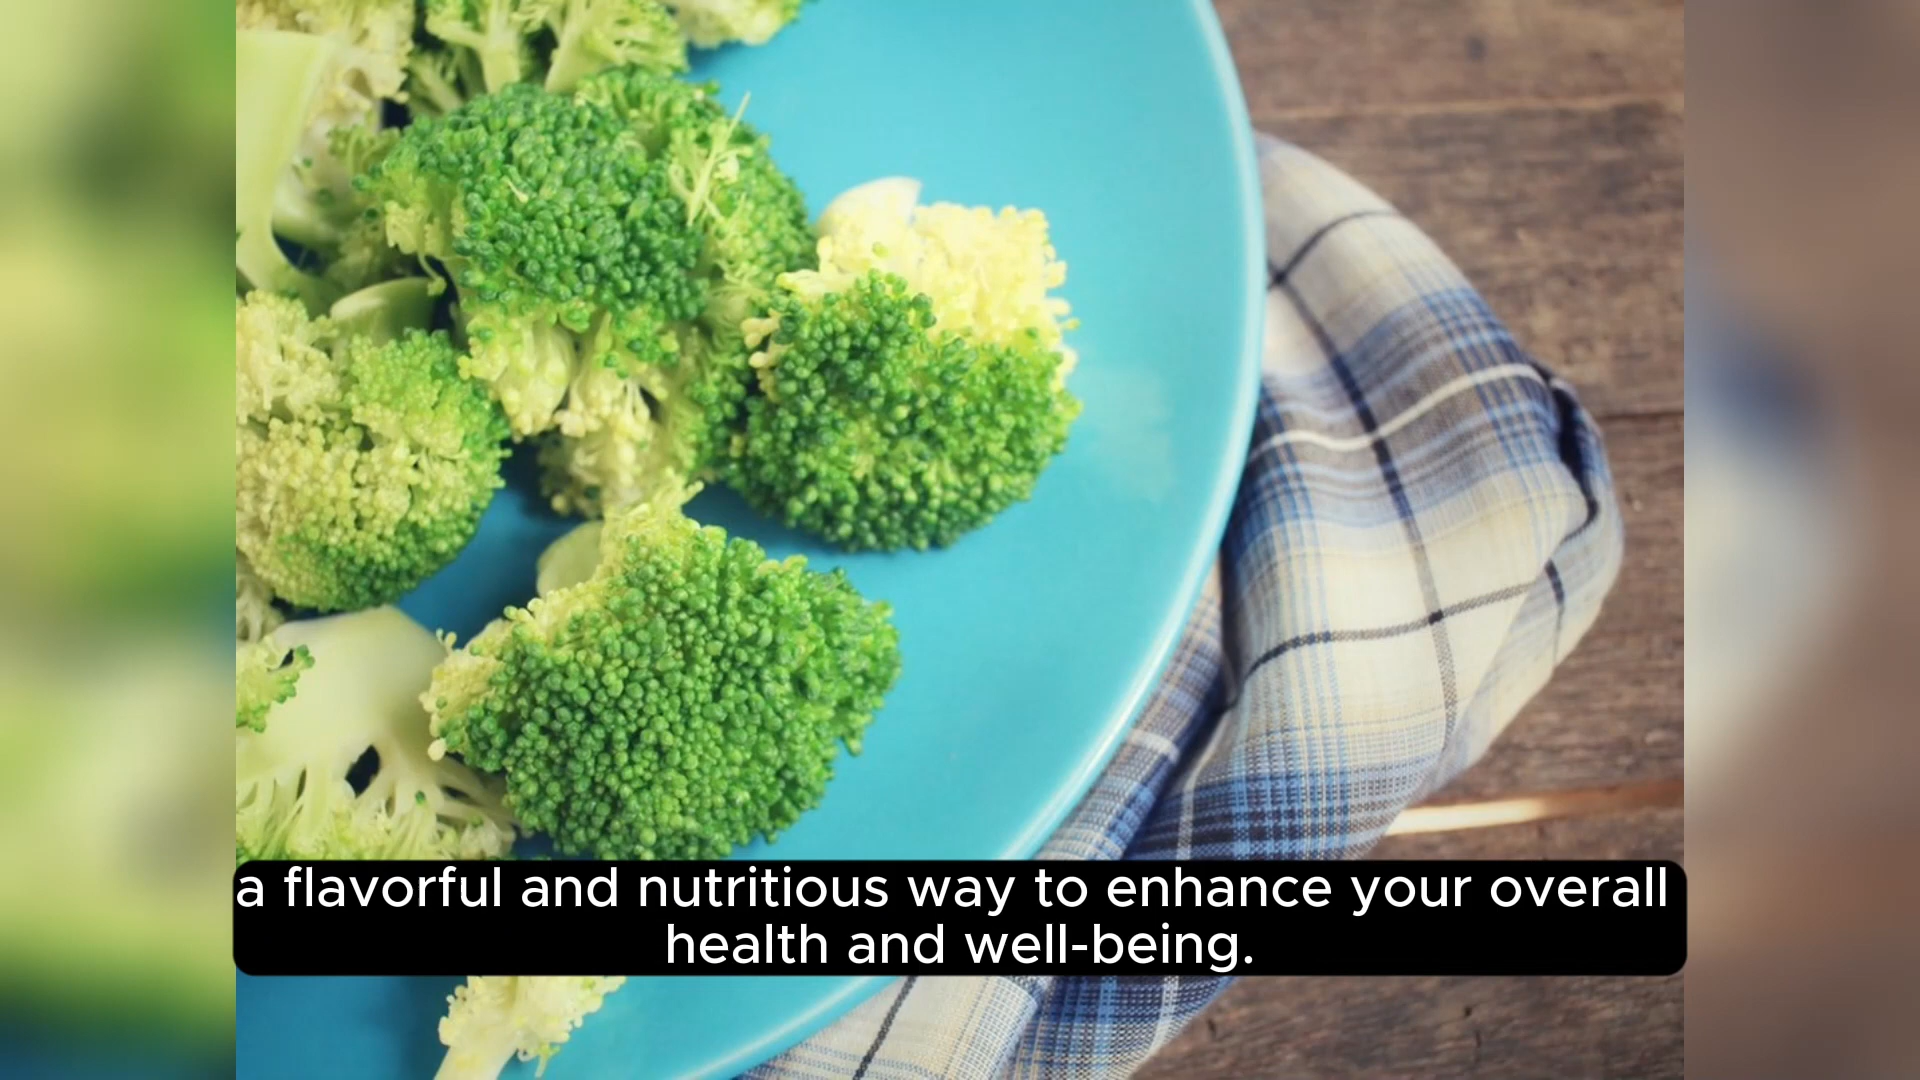 a flavorful and nutritious way to enhance your overall
health and well-being.